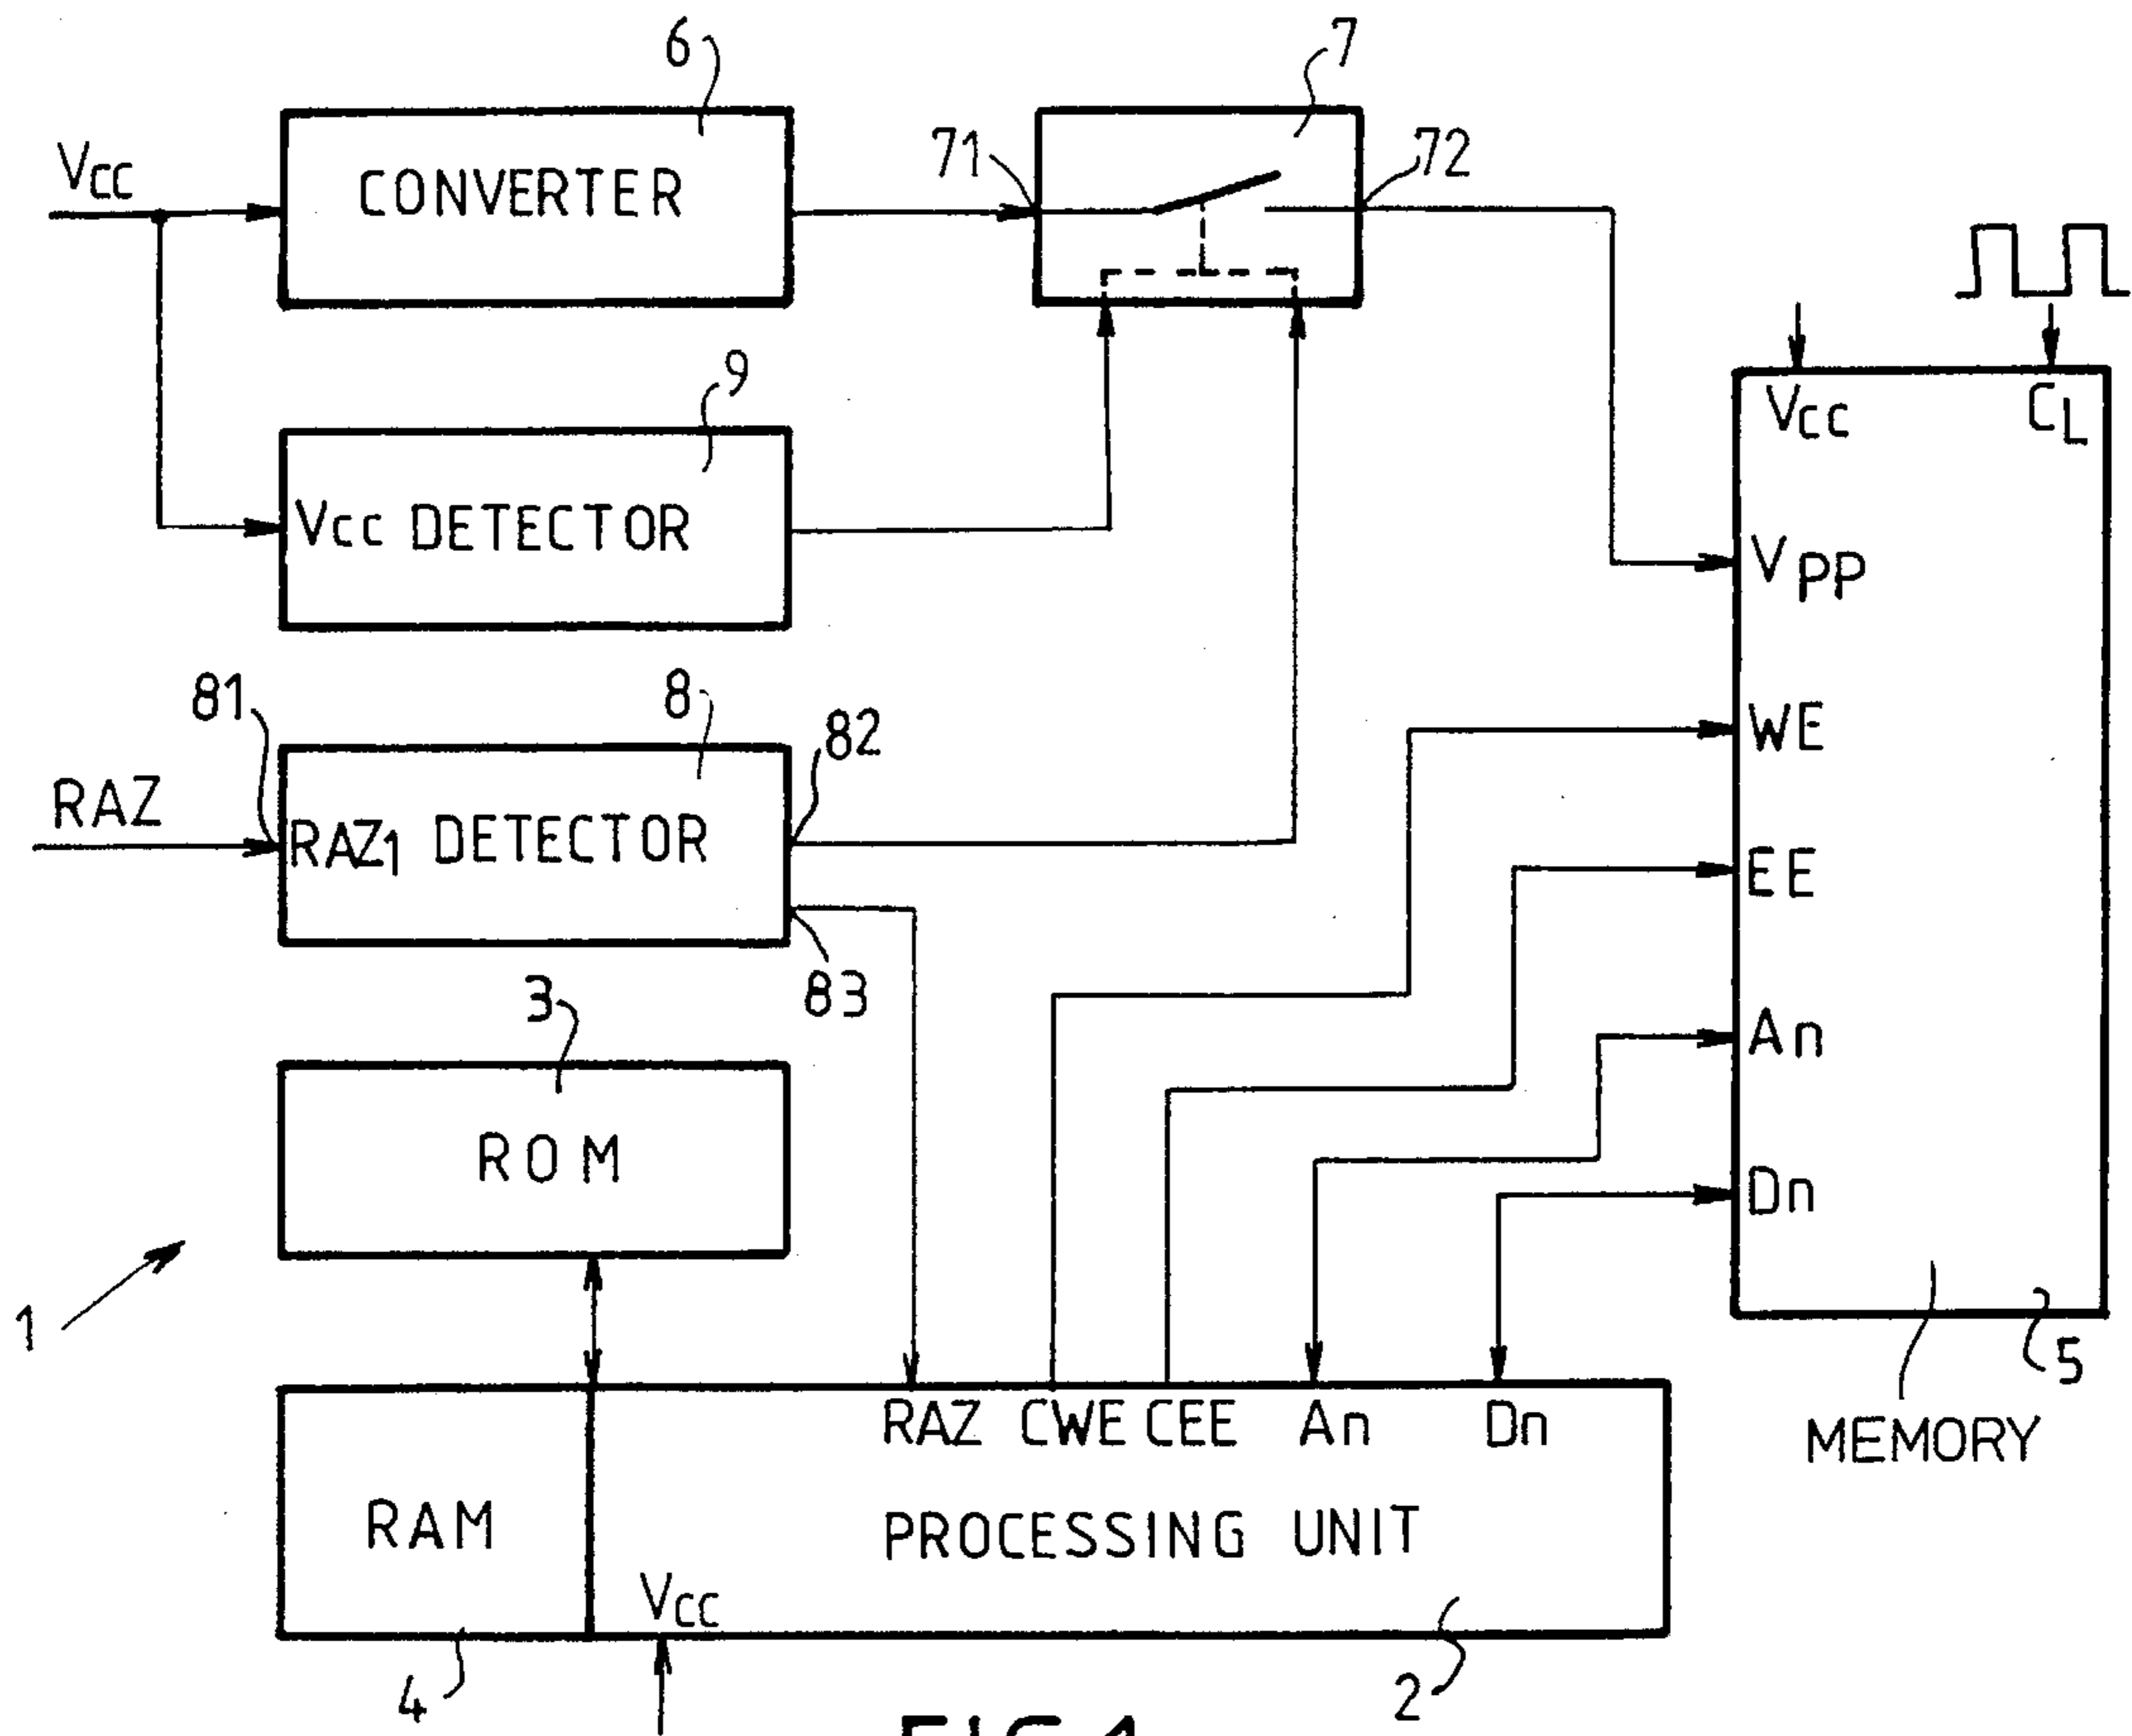 6
7
Vcc
CONVERTER
71
72
9
Vcc
CL
Vcc DETECTOR
VPP
81
8
82
WE
RAZ
RAZ1 DETECTOR
EE
83
3
An
ROM
Dn
1
5
RAZ CWE CEE An Dn
MEMORY
RAM
PROCESSING UNIT
Vcc
4
2
FIG.1